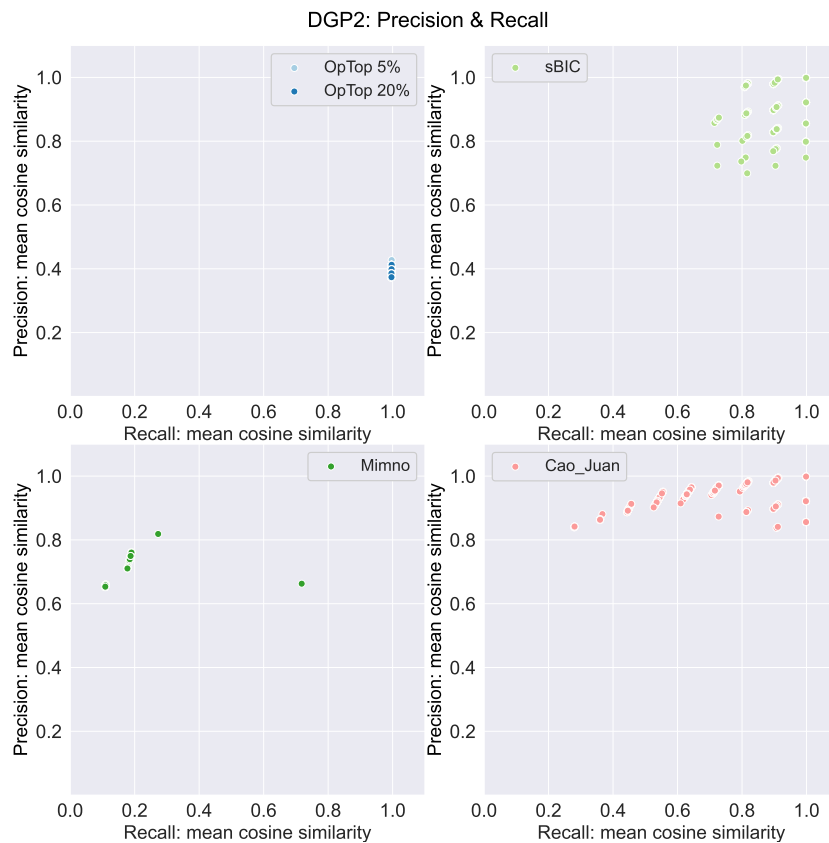 DGP2: Precision & Recall
OpTop 5%
OpTop 20%
Precision: mean cosine similarity
1.0
0.8
0.6
0.4
0.2
0.0 0.2 0.4 0.6 0.8 1.0
Recall: mean cosine similarity
sBIC
Precision: mean cosine similarity
1.0
0.8
0.6
0.4
0.2
0.0 0.2 0.4 0.6 0.8 1.0
Recall: mean cosine similarity
Mimno
Precision: mean cosine similarity
1.0
0.8
0.6
0.4
0.2
0.0 0.2 0.4 0.6 0.8 1.0
Recall: mean cosine similarity
Cao_Juan
Precision: mean cosine similarity
1.0
0.8
0.6
0.4
0.2
0.0 0.2 0.4 0.6 0.8 1.0
Recall: mean cosine similarity